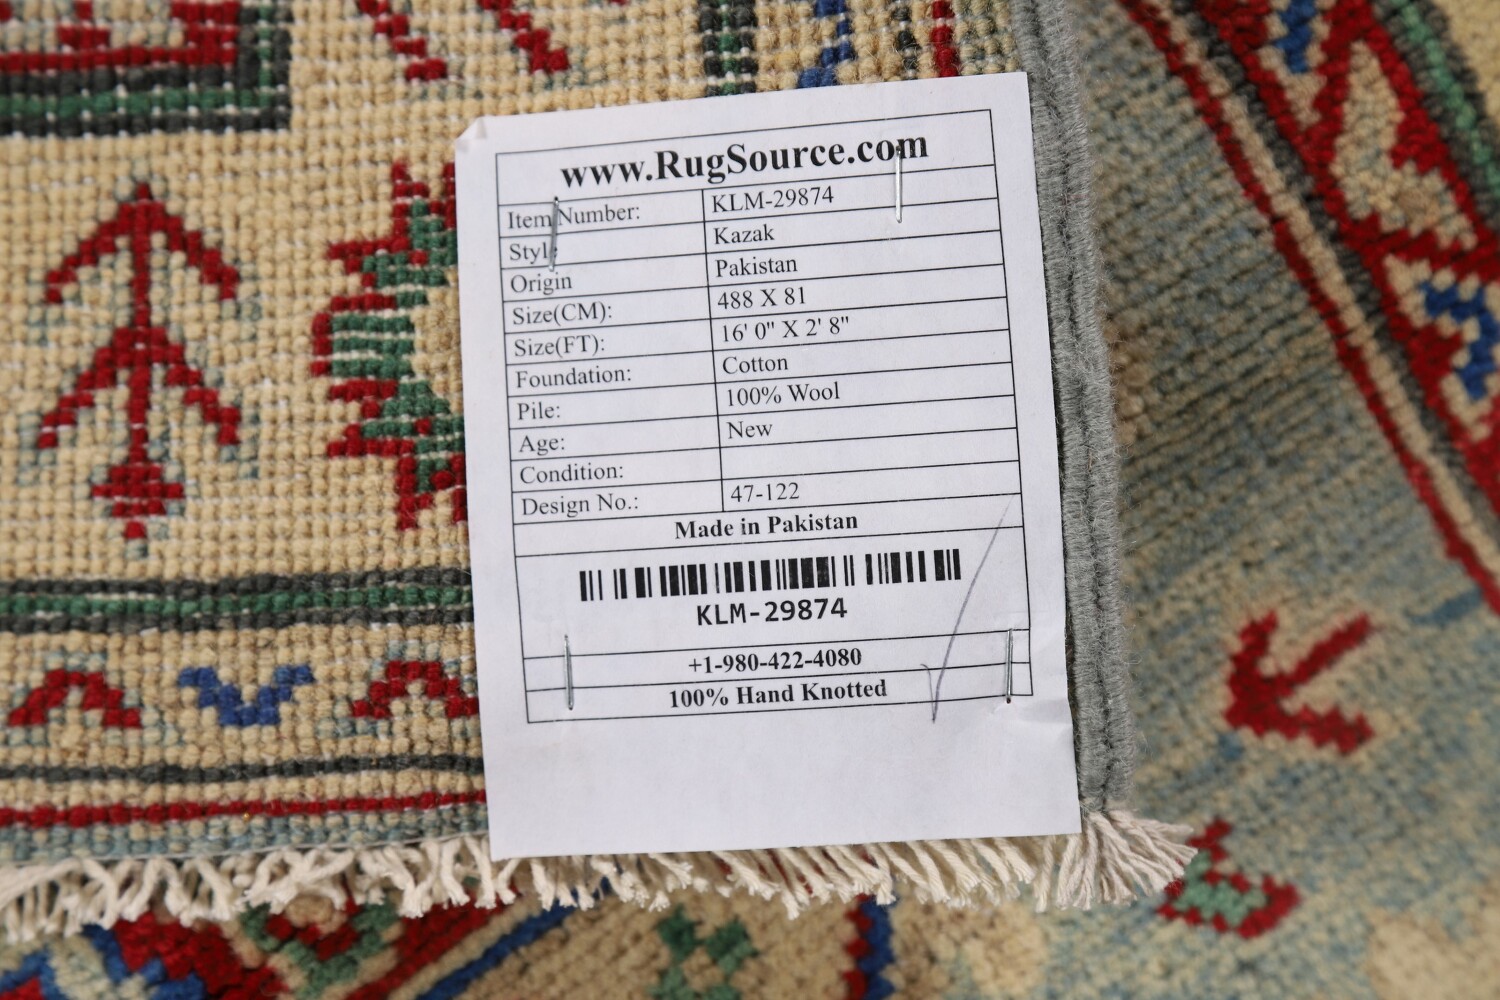 www.RugSource.com
Item Number: KLM-29874
Style Kazak
Origin Pakistan
Size(CM): 488 X 81
Size(FT): 16' 0" X 2' 8"
Foundation: Cotton
Pile: 100% Wool
Age: New
Condition:
Design No.: 47-122
Made in Pakistan
KLM-29874
+1-980-422-4080
100% Hand Knotted